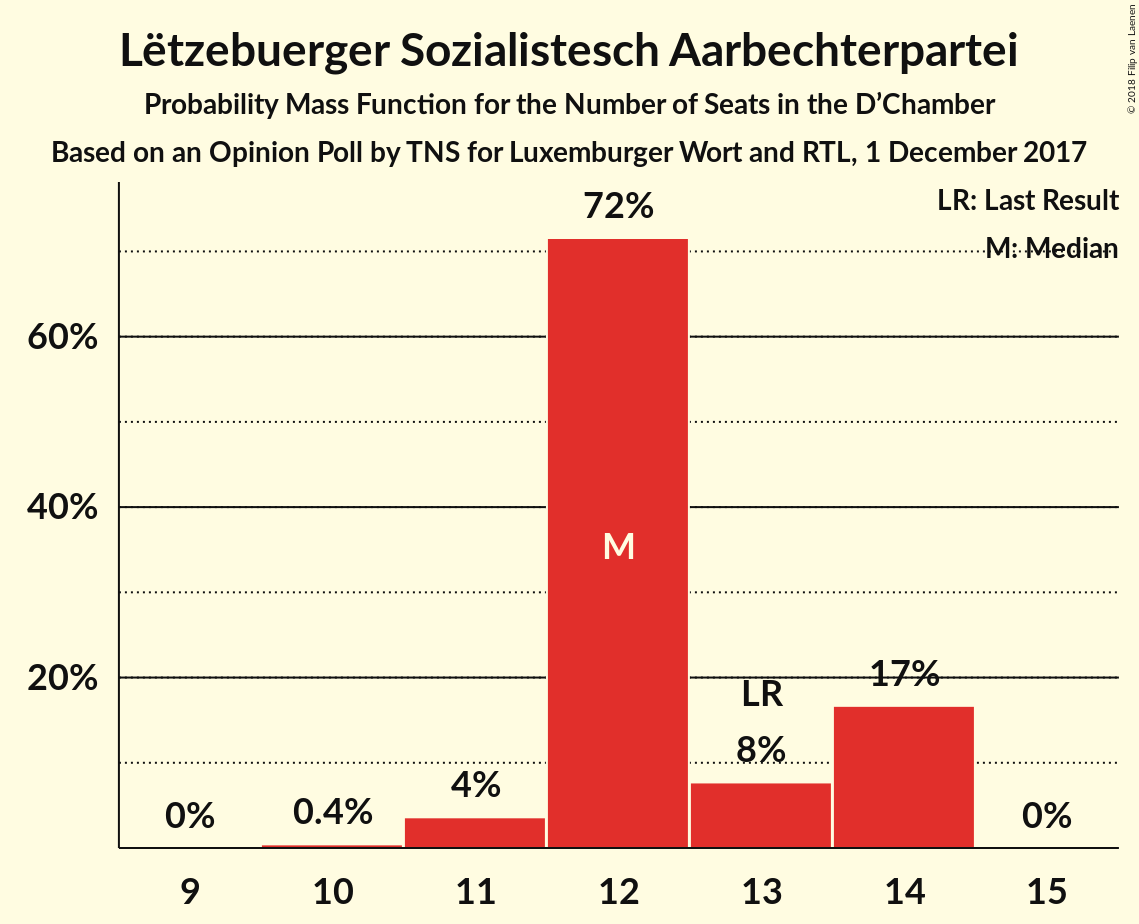 Lëtzebuerger Sozialistesch Aarbechterpartei
Probability Mass Function for the Number of Seats in the D’Chamber
Based on an Opinion Poll by TNS for Luxemburger Wort and RTL, 1 December 2017
© 2018 Filip van Laenen
LR: Last Result
M: Median
72%
60%
40%
20%
M
LR
17%
8%
4%
0.4%
0%
0%
9 10 11 12 13 14 15